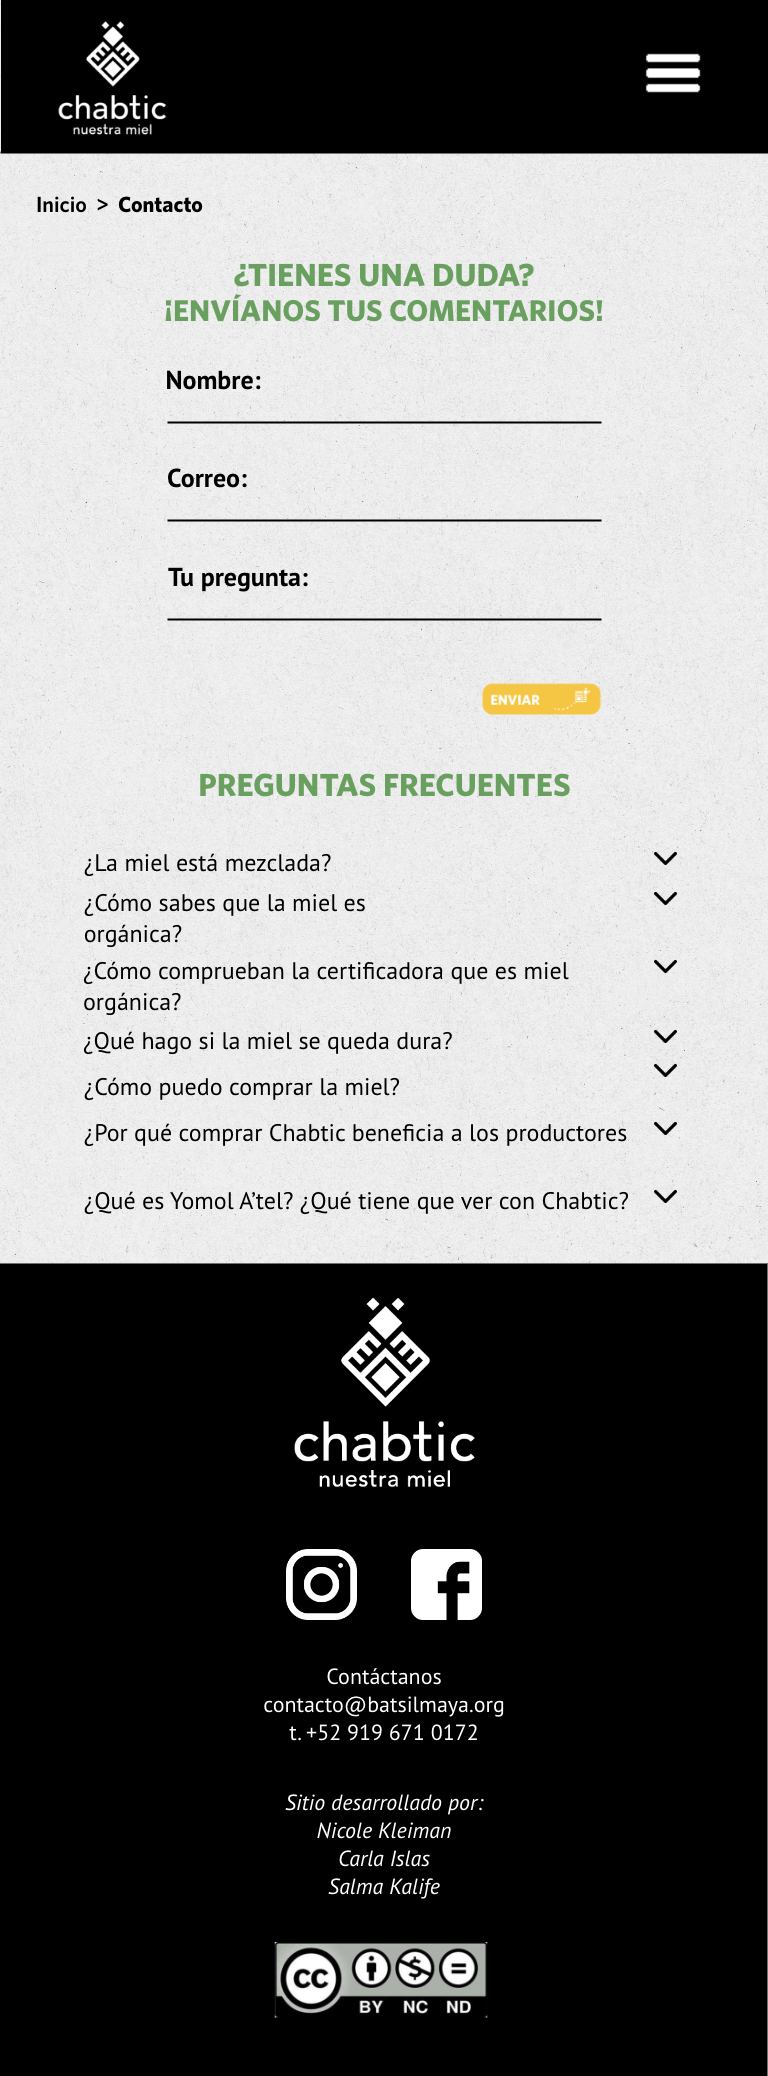 chabtic
nuestra miel
Inicio > Contacto
¿TIENES UNA DUDA?
¡ENVÍANOS TUS COMENTARIOS!
Nombre:
Correo:
Tu pregunta:
ENVIAR
PREGUNTAS FRECUENTES
¿La miel está mezclada?
¿Cómo sabes que la miel es
orgánica?
¿Cómo comprueban la certificadora que es miel
orgánica?
¿Qué hago si la miel se queda dura?
¿Cómo puedo comprar la miel?
¿Por qué comprar Chabtic beneficia a los productores
¿Qué es Yomol A’tel? ¿Qué tiene que ver con Chabtic?
chabtic
nuestra miel
Contáctanos
contacto@batsilmaya.org
t. +52 919 671 0172
Sitio desarrollado por:
Nicole Kleiman
Carla Islas
Salma Kalife
CC
BY NC ND